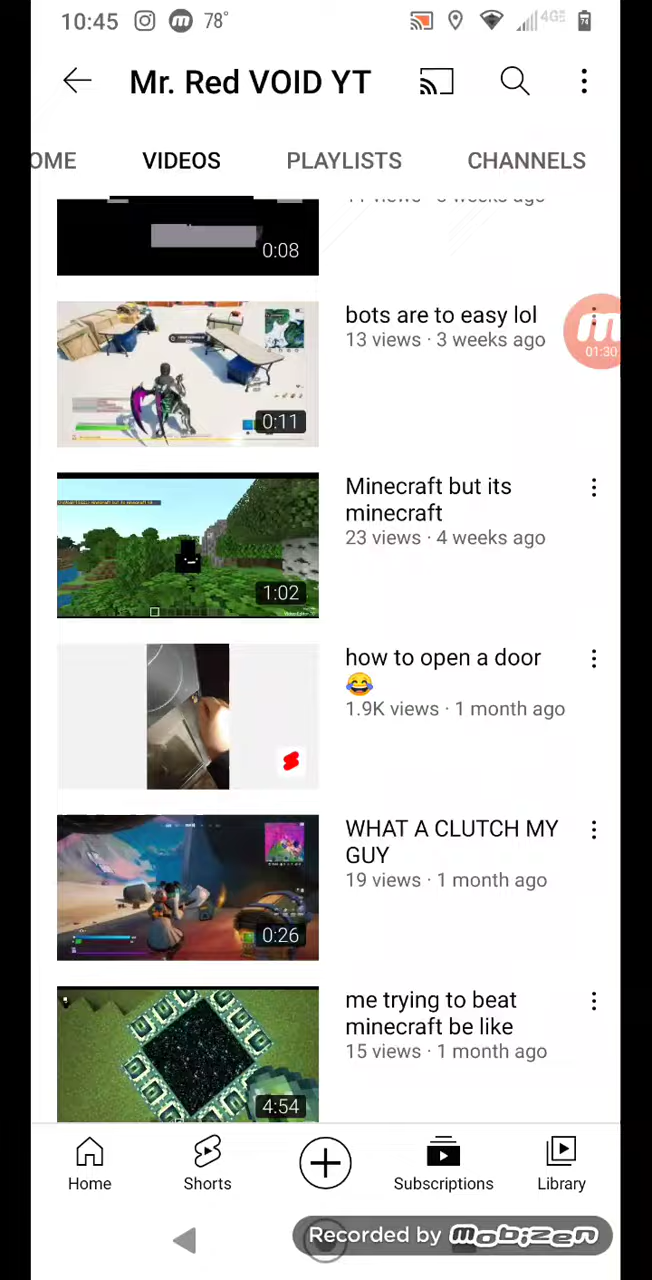 10:45 78° 4GE 74
Mr. Red VOID YT
OME VIDEOS PLAYLISTS CHANNELS
0:08
bots are to easy lol
13 views · 3 weeks ago
01:30
0:11
Minecraft but its
minecraft
23 views · 4 weeks ago
1:02
how to open a door
😂
1.9K views · 1 month ago
WHAT A CLUTCH MY
GUY
19 views · 1 month ago
0:26
me trying to beat
minecraft be like
15 views · 1 month ago
4:54
Home Shorts Subscriptions Library
Recorded by mobizen